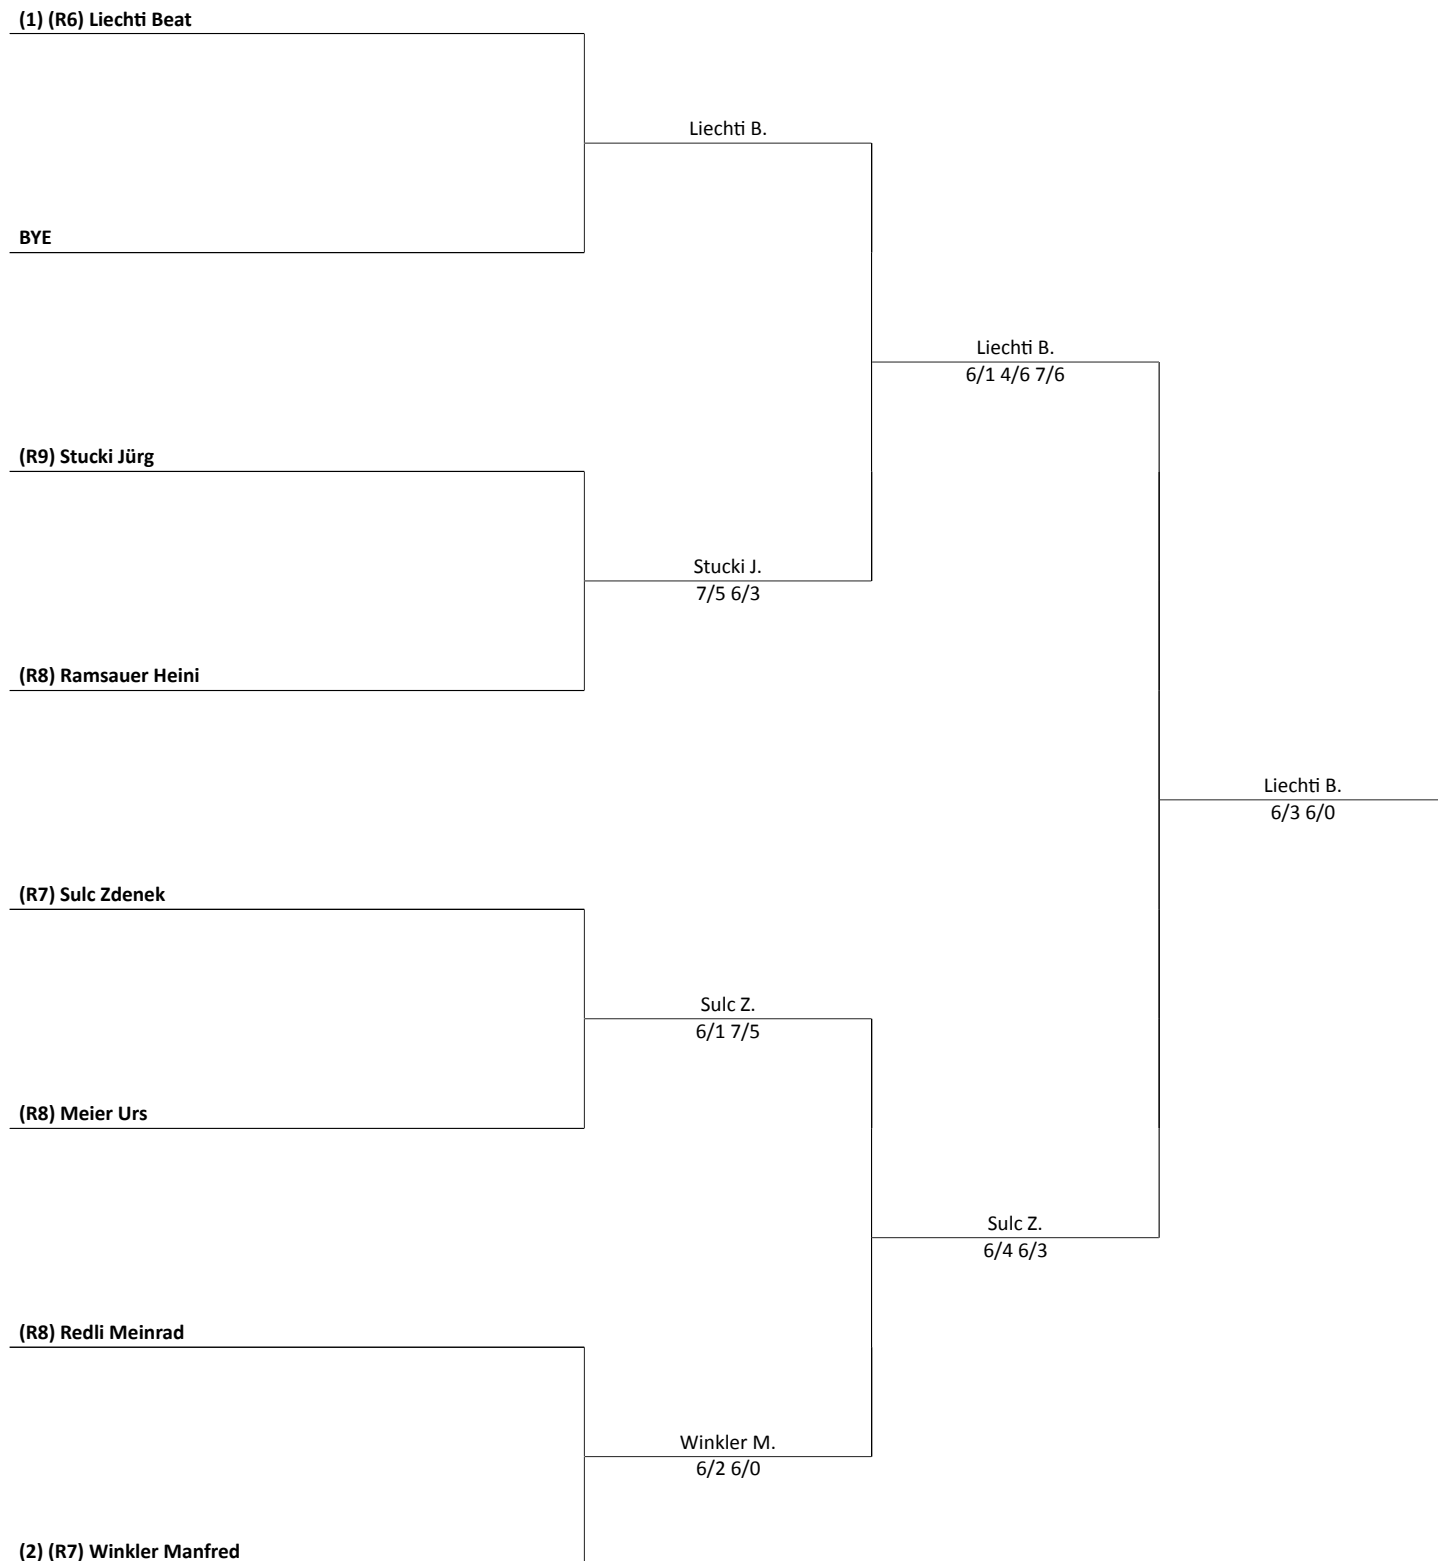 (1) (R6) Liechti Beat
Liechti B.
BYE
Liechti B.
6/1 4/6 7/6
(R9) Stucki Jürg
Stucki J.
7/5 6/3
(R8) Ramsauer Heini
Liechti B.
6/3 6/0
(R7) Sulc Zdenek
Sulc Z.
6/1 7/5
(R8) Meier Urs
Sulc Z.
6/4 6/3
(R8) Redli Meinrad
Winkler M.
6/2 6/0
(2) (R7) Winkler Manfred